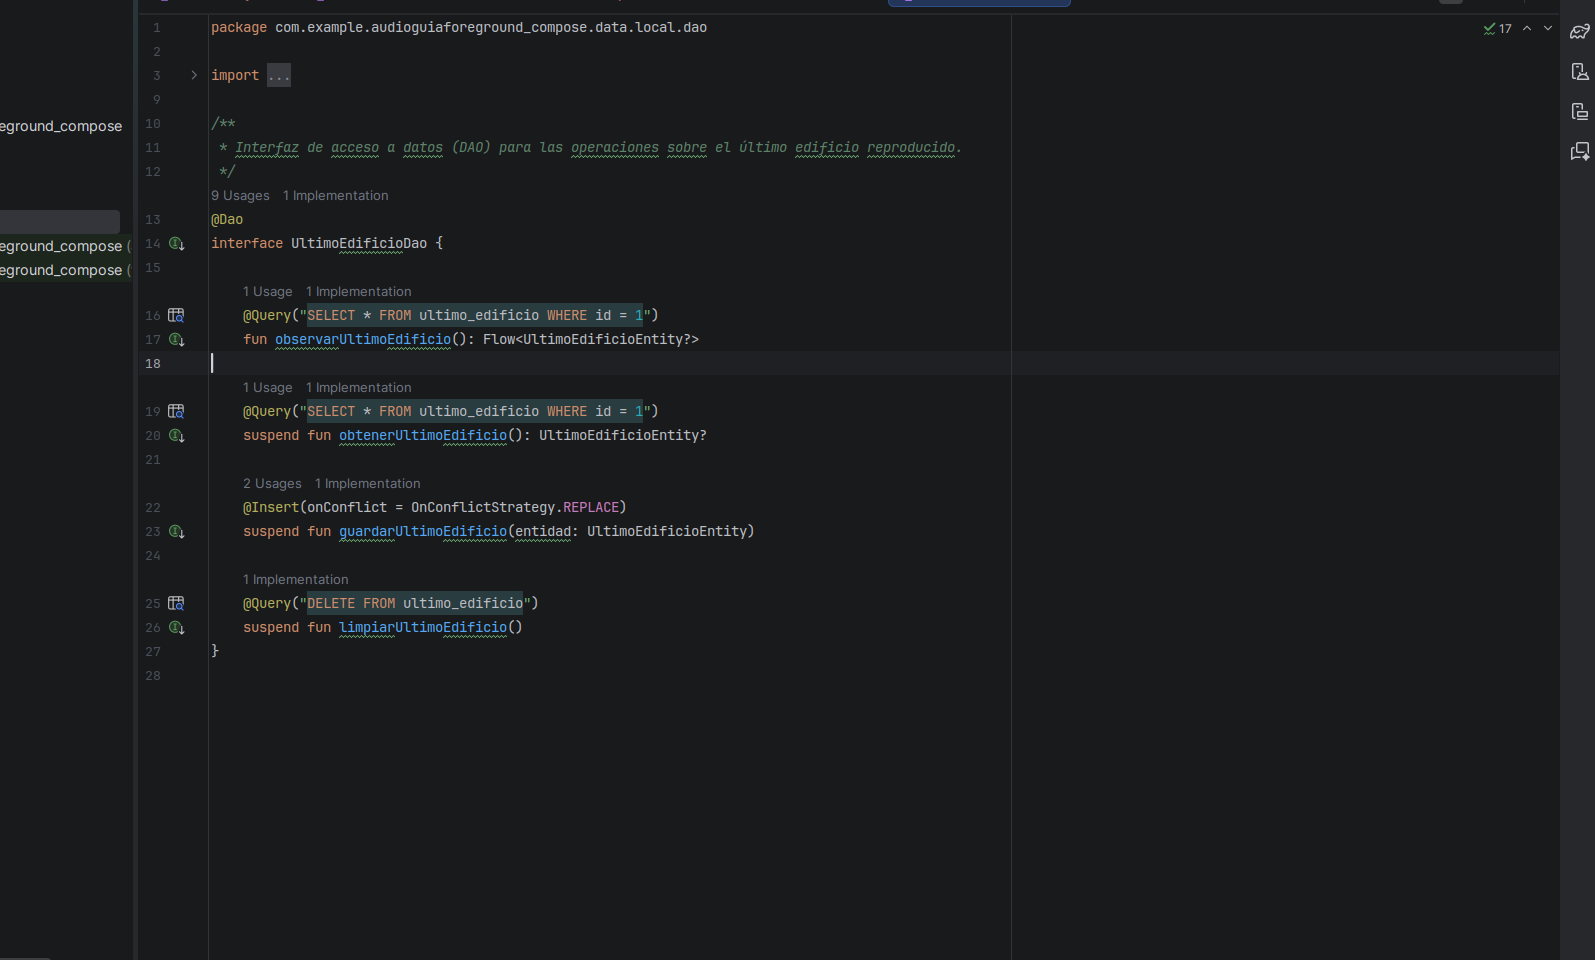 package com.example.audioguiaforeground_compose.data.local.dao
17
import ...
eground_compose
/**
* Interfaz de acceso a datos (DAO) para las operaciones sobre el último edificio reproducido.
*/
9 Usages 1 Implementation
@Dao
interface UltimoEdificioDao {
eground_compose (
eground_compose (
1 Usage 1 Implementation
@Query("SELECT * FROM ultimo_edificio WHERE id = 1")
fun observarUltimoEdificio(): Flow<UltimoEdificioEntity?>
1 Usage 1 Implementation
@Query("SELECT * FROM ultimo_edificio WHERE id = 1")
suspend fun obtenerUltimoEdificio(): UltimoEdificioEntity?
2 Usages 1 Implementation
@Insert(onConflict = OnConflictStrategy.REPLACE)
suspend fun guardarUltimoEdificio(entidad: UltimoEdificioEntity)
1 Implementation
@Query("DELETE FROM ultimo_edificio")
suspend fun limpiarUltimoEdificio()
}
1
2
3
9
10
11
12
13
14
15
16
17
18
19
20
21
22
23
24
25
26
27
28